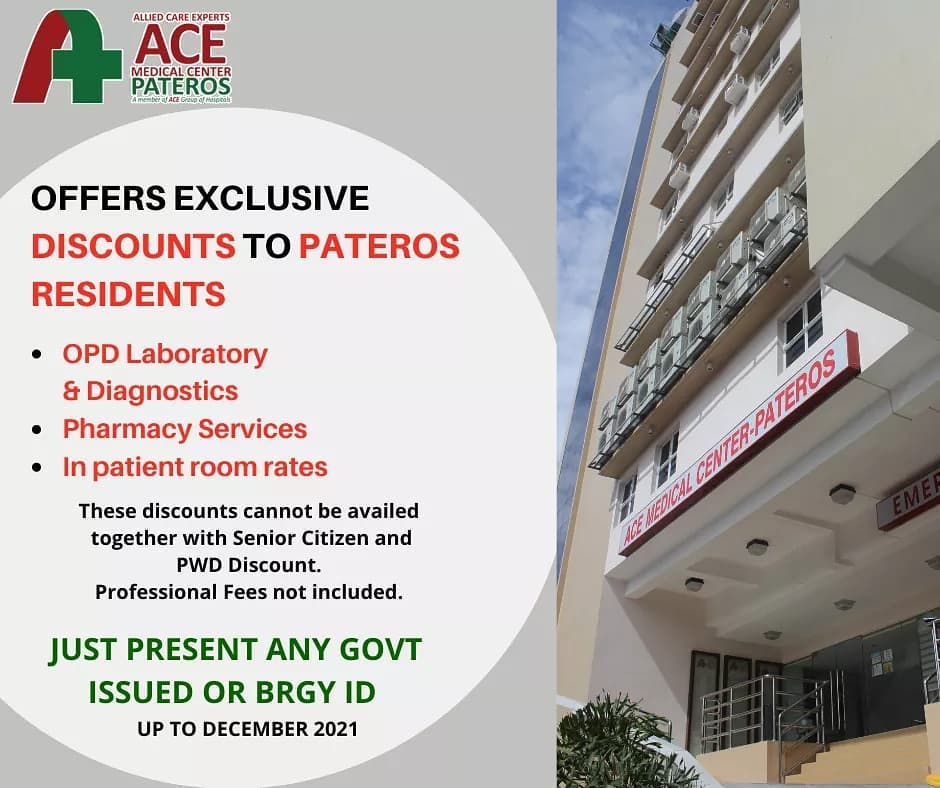 ALLIED CARE EXPERTS
ACE
MEDICAL CENTER
PATEROS
A member of ACE Group of Hospitals
OFFERS EXCLUSIVE
DISCOUNTS TO PATEROS
RESIDENTS
• OPD Laboratory
& Diagnostics
• Pharmacy Services
• In patient room rates
These discounts cannot be availed
together with Senior Citizen and
PWD Discount.
Professional Fees not included.
JUST PRESENT ANY GOVT
ISSUED OR BRGY ID
UP TO DECEMBER 2021
ACE MEDICAL CENTER-PATEROS
EMER